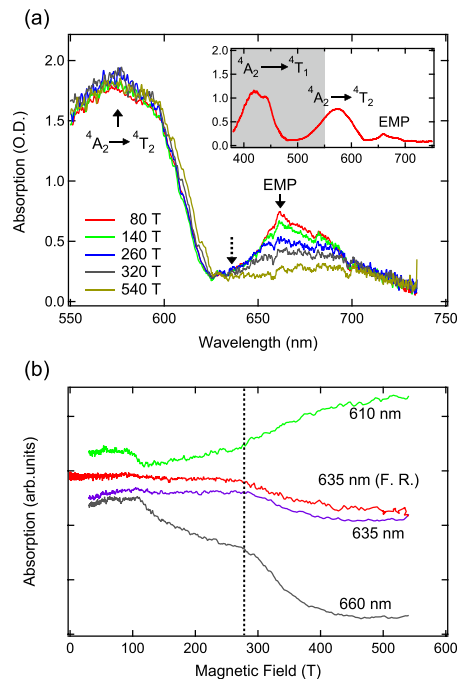 (a)
2.0
1.5
1.0
0.5
0.0
Absorption (O.D.)
⁴A₂ → ⁴T₂
EMP
80 T
140 T
260 T
320 T
540 T
2.0
1.5
1.0
0.5
0.0
⁴A₂ → ⁴T₁
⁴A₂ → ⁴T₂
EMP
400 500 600 700
550 600 650 700 750
Wavelength (nm)
(b)
Absorption (arb.units)
610 nm
635 nm (F. R.)
635 nm
660 nm
0 100 200 300 400 500 600
Magnetic Field (T)